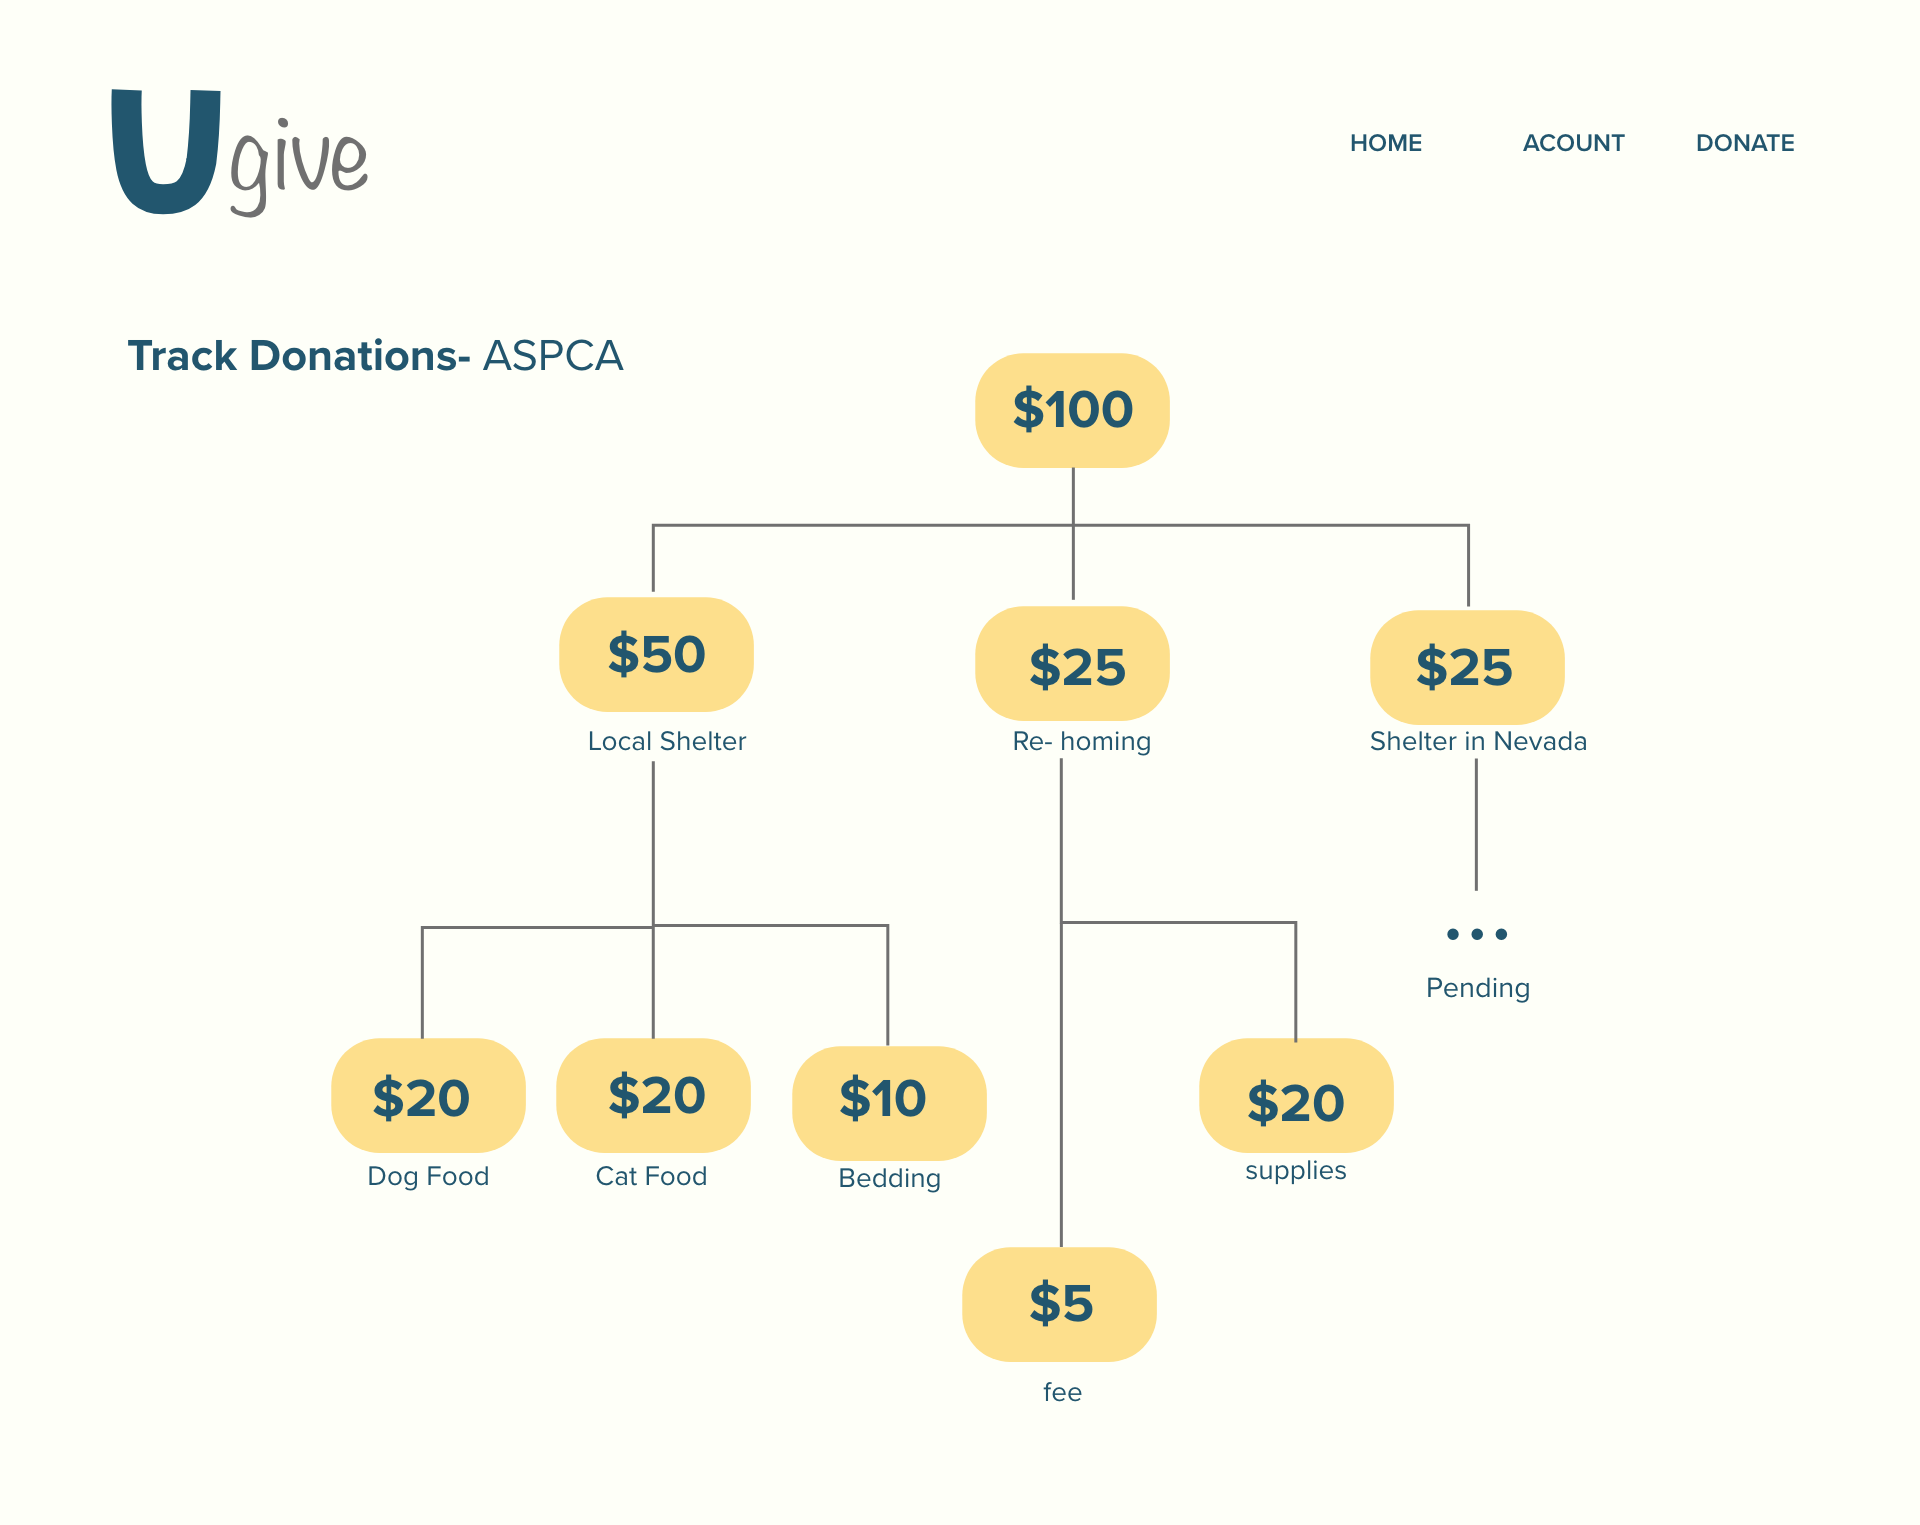 Ugive
HOME
ACOUNT
DONATE
Track Donations- ASPCA
$100
$50
$25
$25
Local Shelter
Re- homing
Shelter in Nevada
Pending
$20
$20
$10
$20
Dog Food
Cat Food
Bedding
supplies
$5
fee